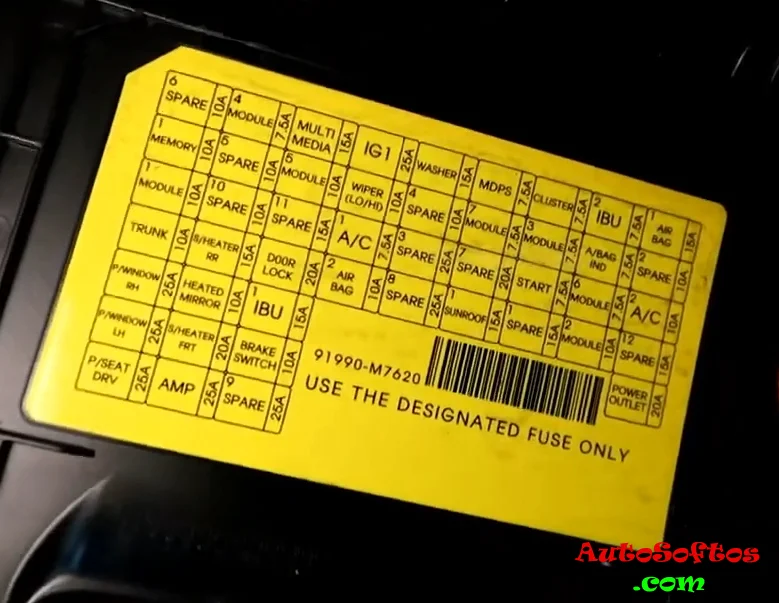 6 SPARE 10A
4 MODULE 7.5A
MULTI
MEDIA 15A
IG1 25A
WASHER 15A
MDPS 7.5A
CLUSTER 7.5A
2 IBU 7.5A
1 AIR
BAG 15A
1 MEMORY 10A
5 SPARE 10A
5 MODULE 10A
WIPER
(LO/HI) 10A
4 SPARE 10A
7 MODULE 7.5A
3 MODULE 7.5A
A/BAG
IND 7.5A
2 SPARE 10A
1 MODULE 10A
10 SPARE 10A
11 SPARE 15A
1 A/C 7.5A
3 SPARE 25A
7 SPARE 20A
START 7.5A
6 MODULE 7.5A
2 A/C 10A
TRUNK 10A
S/HEATER
RR 15A
DOOR
LOCK 20A
2 AIR
BAG 10A
8 SPARE 25A
1 SUNROOF 15A
1 SPARE 15A
2 MODULE 10A
12 SPARE 15A
P/WINDOW
RH 25A
HEATED
MIRROR 10A
1 IBU 15A
POWER
OUTLET 20A
P/WINDOW
LH 25A
S/HEATER
FRT 20A
BRAKE
SWITCH 10A
P/SEAT
DRV 25A
AMP 25A
9 SPARE 25A
91990-M7620
USE THE DESIGNATED FUSE ONLY
AutoSoftos
.com